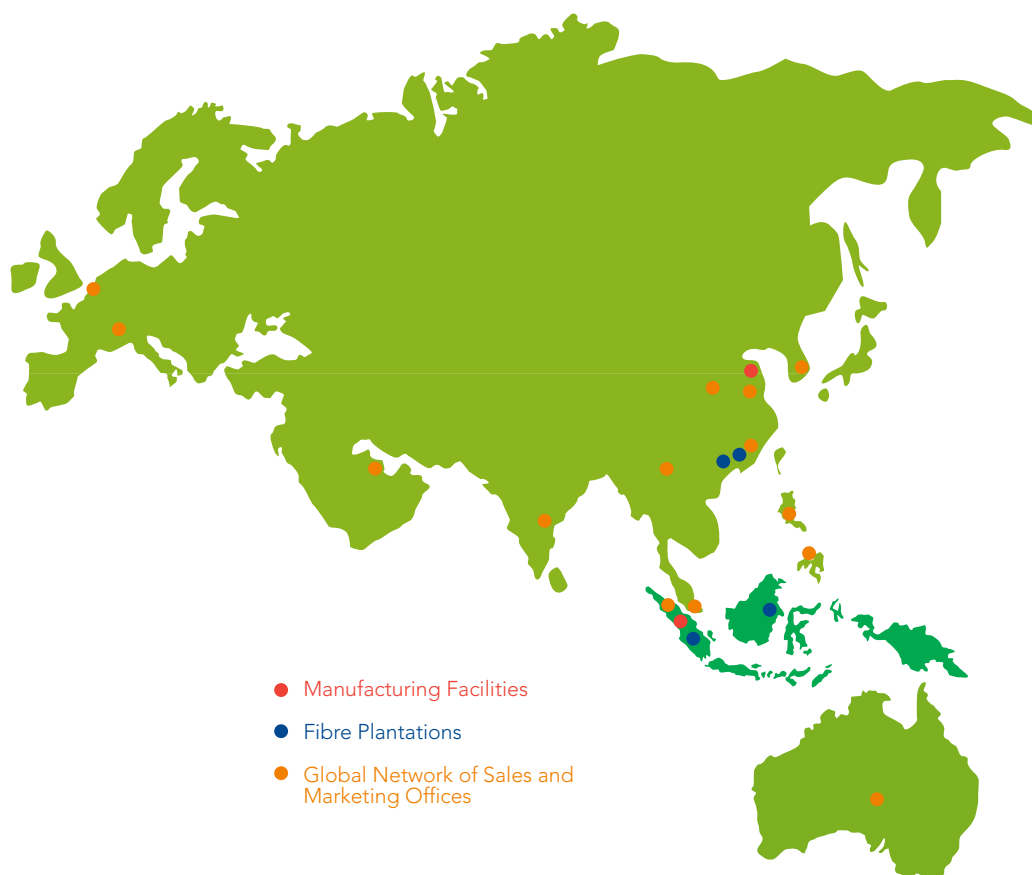 Manufacturing Facilities
Fibre Plantations
Global Network of Sales and
Marketing Offices